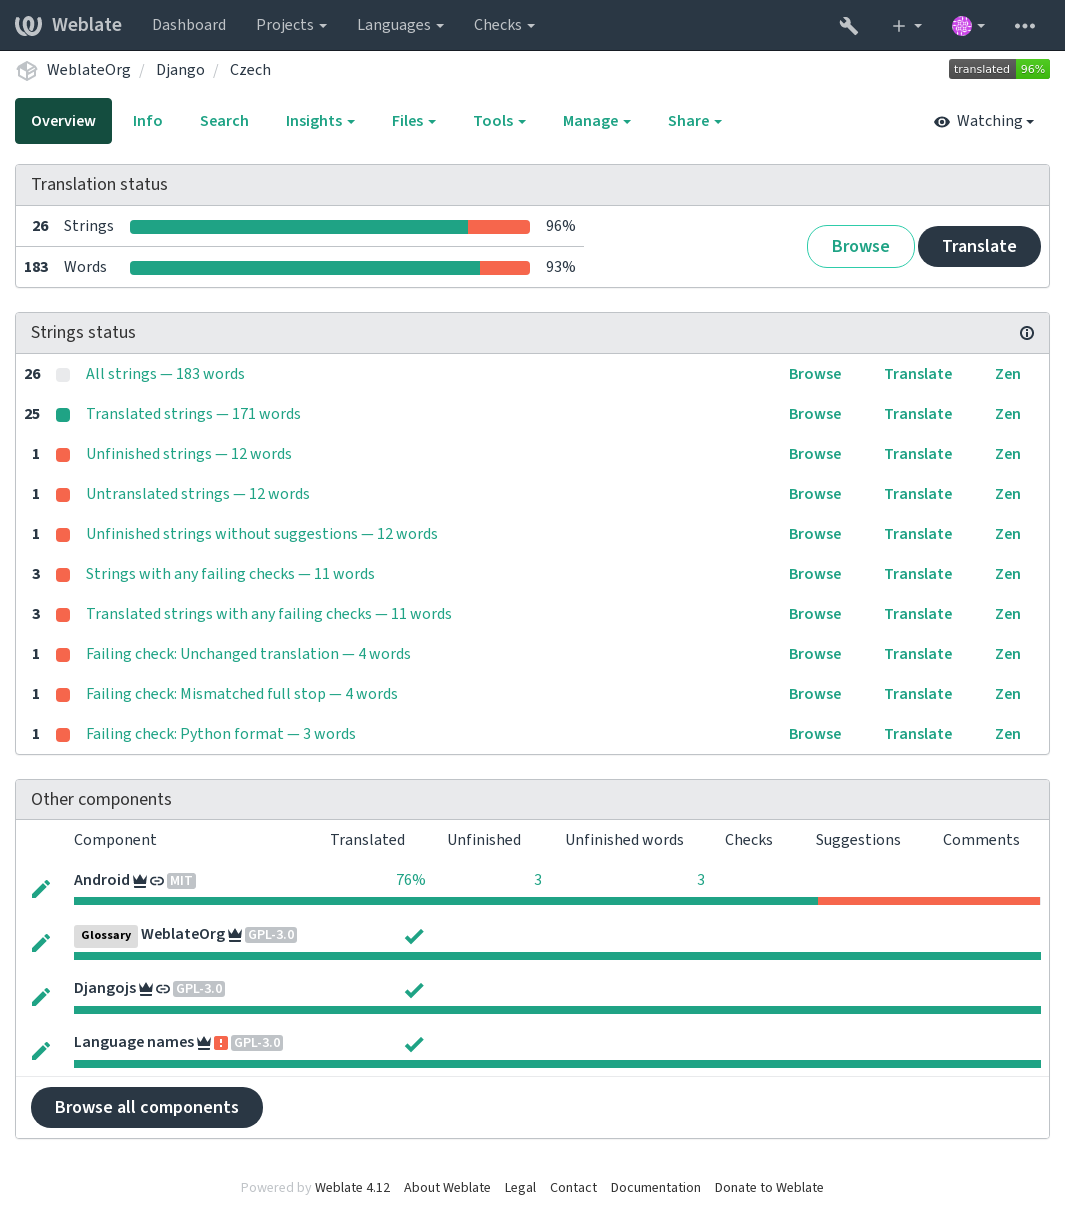 Weblate Dashboard Projects Languages Checks
WeblateOrg / Django / Czech translated 96%
Overview Info Search Insights Files Tools Manage Share Watching
Translation status
26 Strings 96%
Browse Translate
183 Words 93%
Strings status
26 All strings — 183 words Browse Translate Zen
25 Translated strings — 171 words Browse Translate Zen
1 Unfinished strings — 12 words Browse Translate Zen
1 Untranslated strings — 12 words Browse Translate Zen
1 Unfinished strings without suggestions — 12 words Browse Translate Zen
3 Strings with any failing checks — 11 words Browse Translate Zen
3 Translated strings with any failing checks — 11 words Browse Translate Zen
1 Failing check: Unchanged translation — 4 words Browse Translate Zen
1 Failing check: Mismatched full stop — 4 words Browse Translate Zen
1 Failing check: Python format — 3 words Browse Translate Zen
Other components
Component Translated Unfinished Unfinished words Checks Suggestions Comments
Android MIT 76% 3 3
Glossary WeblateOrg GPL-3.0
Djangojs GPL-3.0
Language names GPL-3.0
Browse all components
Powered by Weblate 4.12 About Weblate Legal Contact Documentation Donate to Weblate